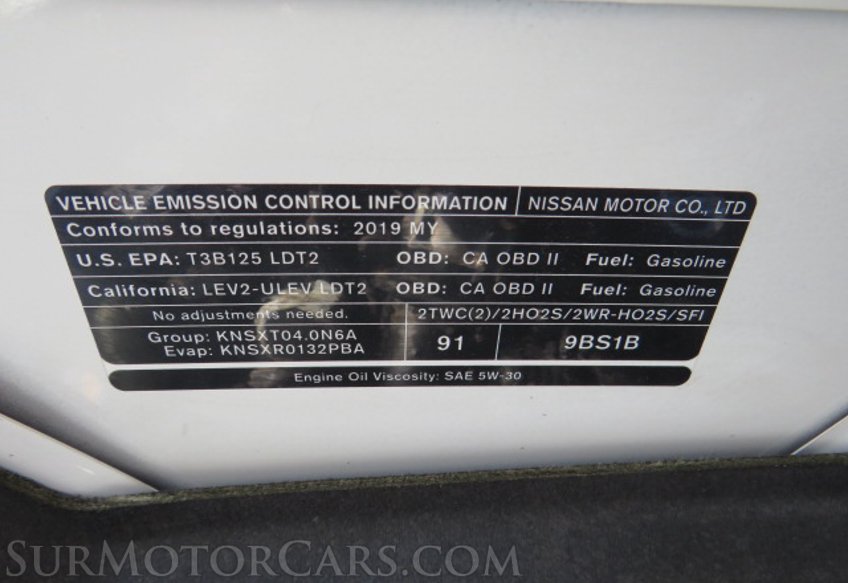 VEHICLE EMISSION CONTROL INFORMATION NISSAN MOTOR CO., LTD
Conforms to regulations: 2019 MY
U.S. EPA: T3B125 LDT2 OBD: CA OBD II Fuel: Gasoline
California: LEV2-ULEV LDT2 OBD: CA OBD II Fuel: Gasoline
No adjustments needed. 2TWC(2)/2HO2S/2WR-HO2S/SFI
Group: KNSXT04.0N6A
Evap: KNSXR0132PBA 91 9BS1B
Engine Oil Viscosity: SAE 5W-30
SURMOTORCARS.COM